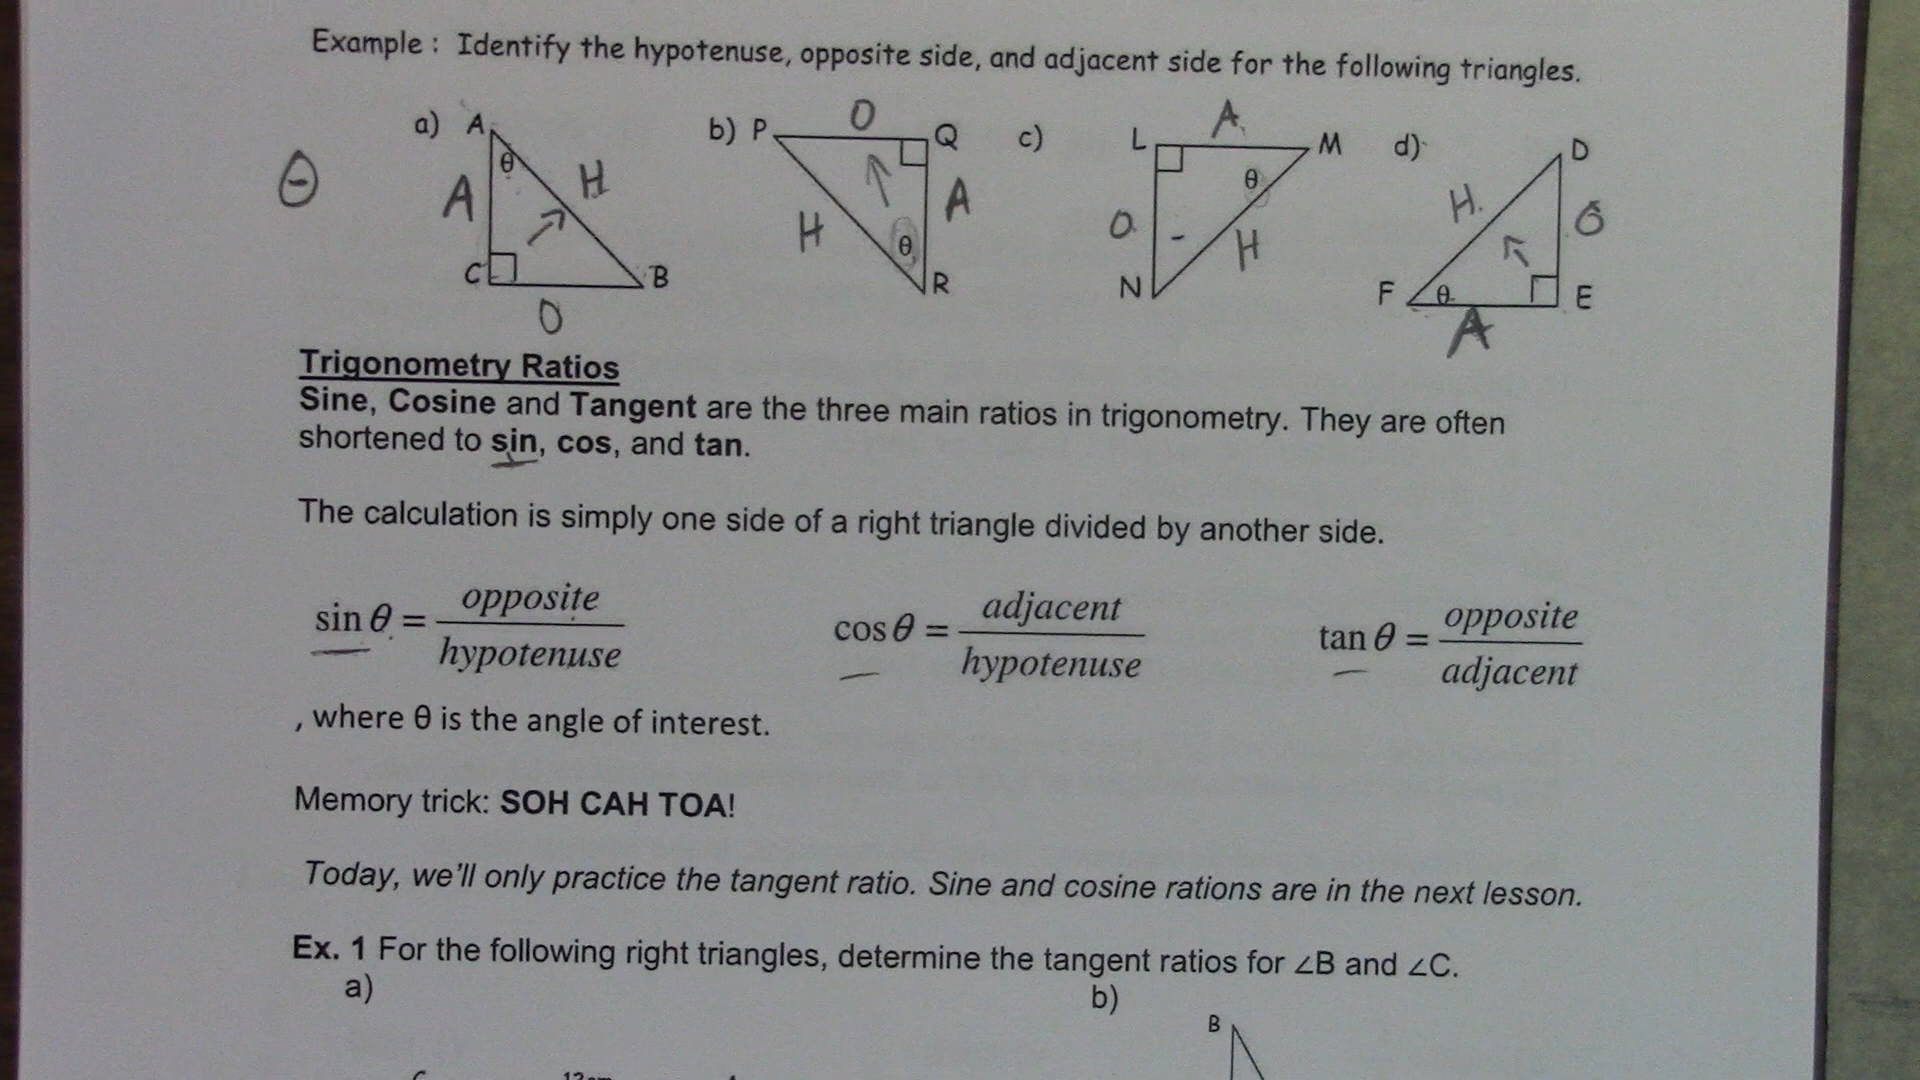 Example : Identify the hypotenuse, opposite side, and adjacent side for the following triangles.
a) A θ A H C B O
b) P O Q H A θ R
c) L A M θ O H N
d) D H O F θ E A
θ
Trigonometry Ratios
Sine, Cosine and Tangent are the three main ratios in trigonometry. They are often
shortened to sin, cos, and tan.
The calculation is simply one side of a right triangle divided by another side.
sin θ = opposite / hypotenuse cos θ = adjacent / hypotenuse tan θ = opposite / adjacent
, where θ is the angle of interest.
Memory trick: SOH CAH TOA!
Today, we'll only practice the tangent ratio. Sine and cosine rations are in the next lesson.
Ex. 1 For the following right triangles, determine the tangent ratios for ∠B and ∠C.
a) b)
B